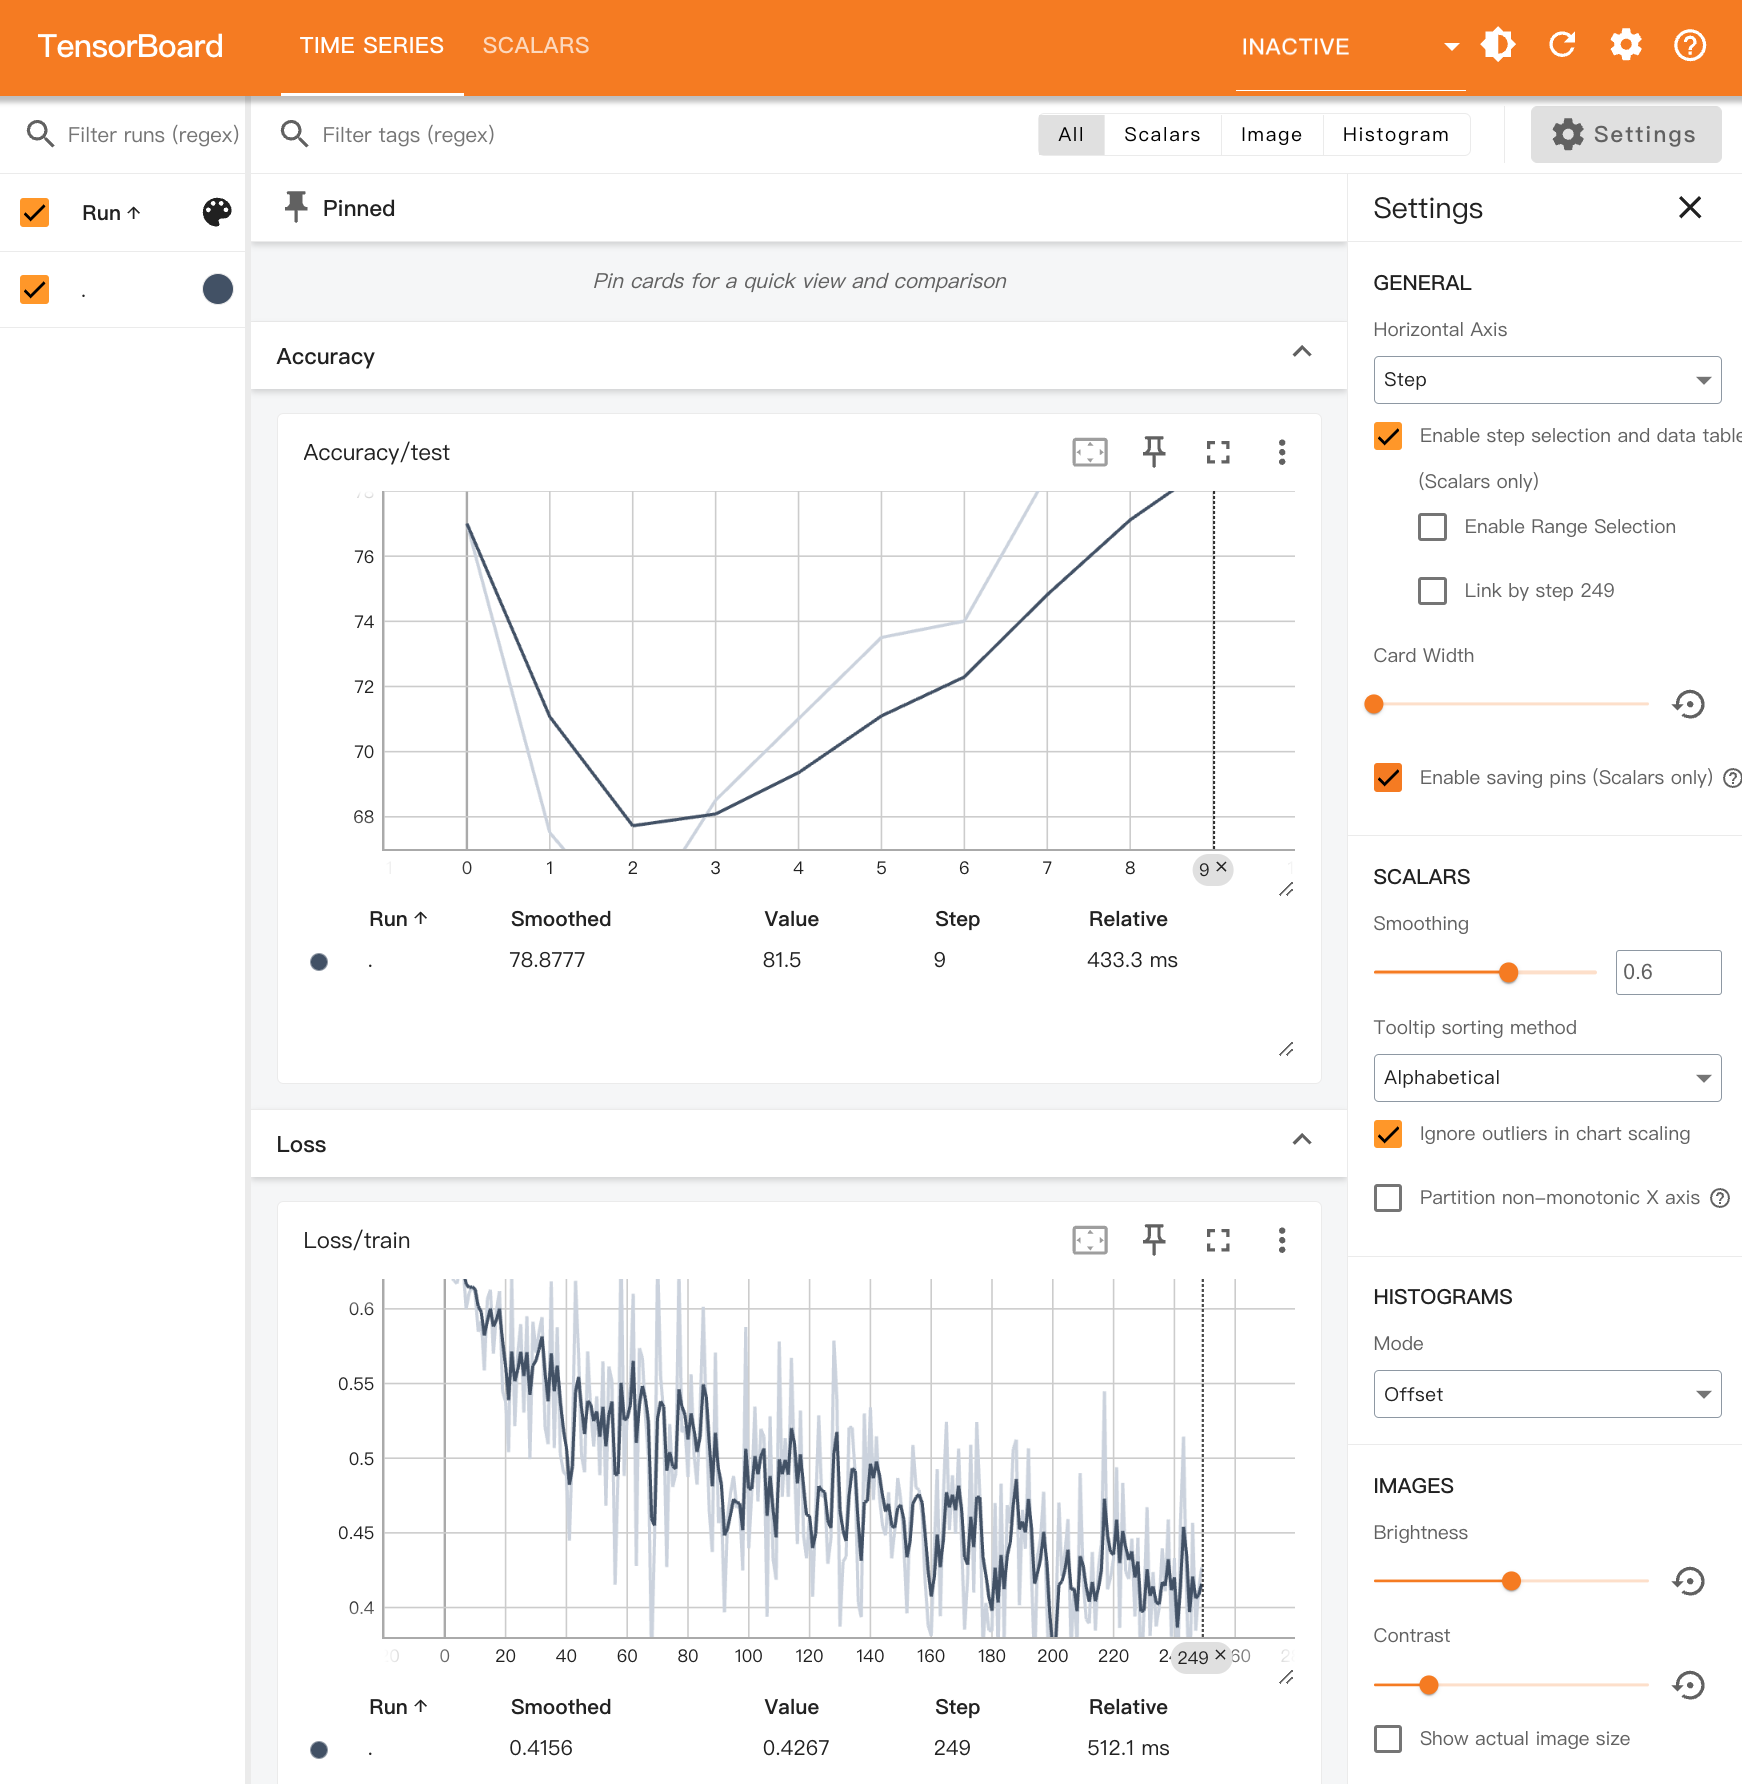 TensorBoard
TIME SERIES
SCALARS
INACTIVE
Filter runs (regex)
Filter tags (regex)
All
Scalars
Image
Histogram
Settings
Run
.
Pinned
Pin cards for a quick view and comparison
Accuracy
Accuracy/test
76
74
72
70
68
0 1 2 3 4 5 6 7 8 9
Run Smoothed Value Step Relative
. 78.8777 81.5 9 433.3 ms
Loss
Loss/train
0.6
0.55
0.5
0.45
0.4
0 20 40 60 80 100 120 140 160 180 200 220 249
Run Smoothed Value Step Relative
. 0.4156 0.4267 249 512.1 ms
Settings
GENERAL
Horizontal Axis
Step
Enable step selection and data table
(Scalars only)
Enable Range Selection
Link by step 249
Card Width
Enable saving pins (Scalars only)
SCALARS
Smoothing
0.6
Tooltip sorting method
Alphabetical
Ignore outliers in chart scaling
Partition non-monotonic X axis
HISTOGRAMS
Mode
Offset
IMAGES
Brightness
Contrast
Show actual image size